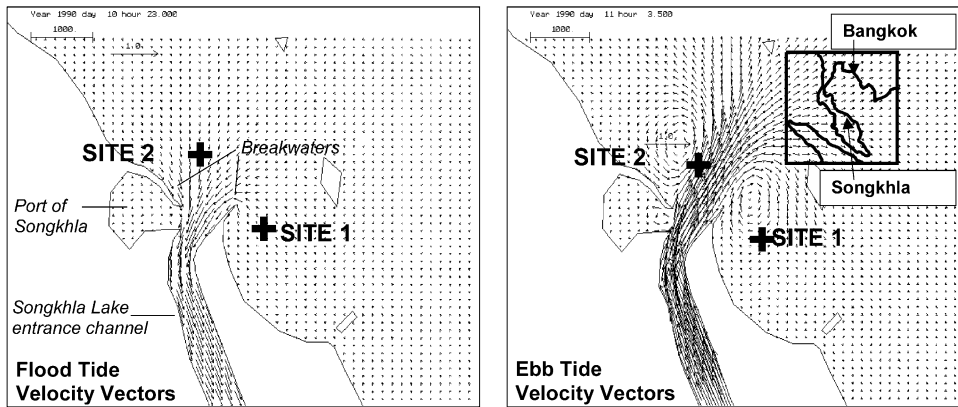 Year 1990 day 10 hour 23.000
1000.
1.0.
SITE 2
Breakwaters
Port of
Songkhla
SITE 1
Songkhla Lake
entrance channel
Flood Tide
Velocity Vectors
Year 1990 day 11 hour 3.500
1000.
Bangkok
1.0.
SITE 2
Songkhla
SITE 1
Ebb Tide
Velocity Vectors